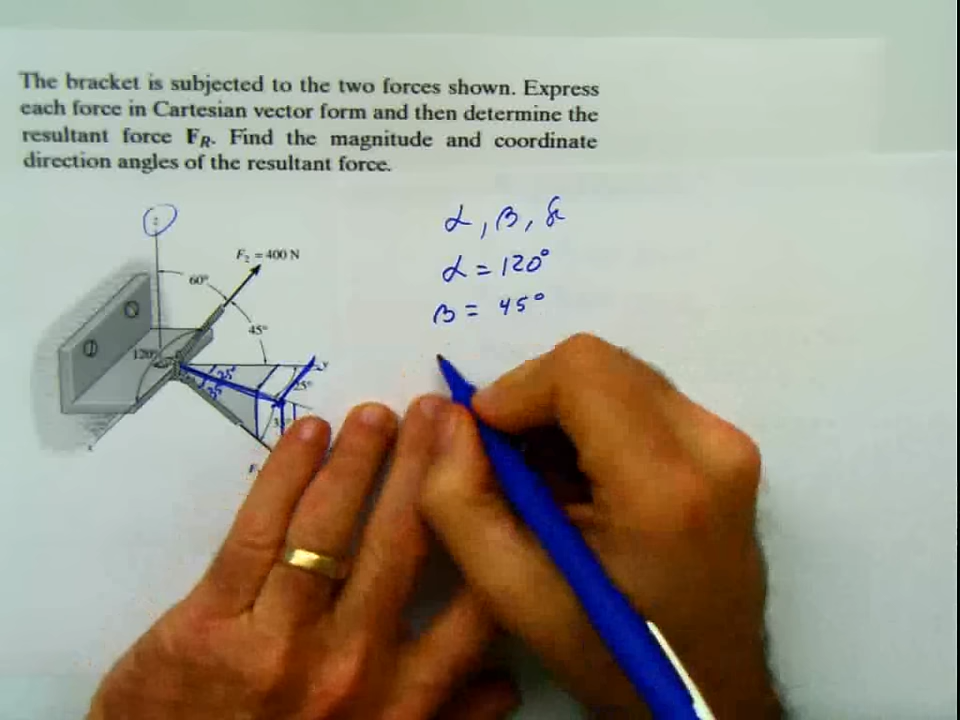 The bracket is subjected to the two forces shown. Express
each force in Cartesian vector form and then determine the
resultant force F_R. Find the magnitude and coordinate
direction angles of the resultant force.
z
F₂ = 400 N
60°
45°
120°
y
25°
25°
35°
x
F
α, β, &
α = 120°
β = 45°